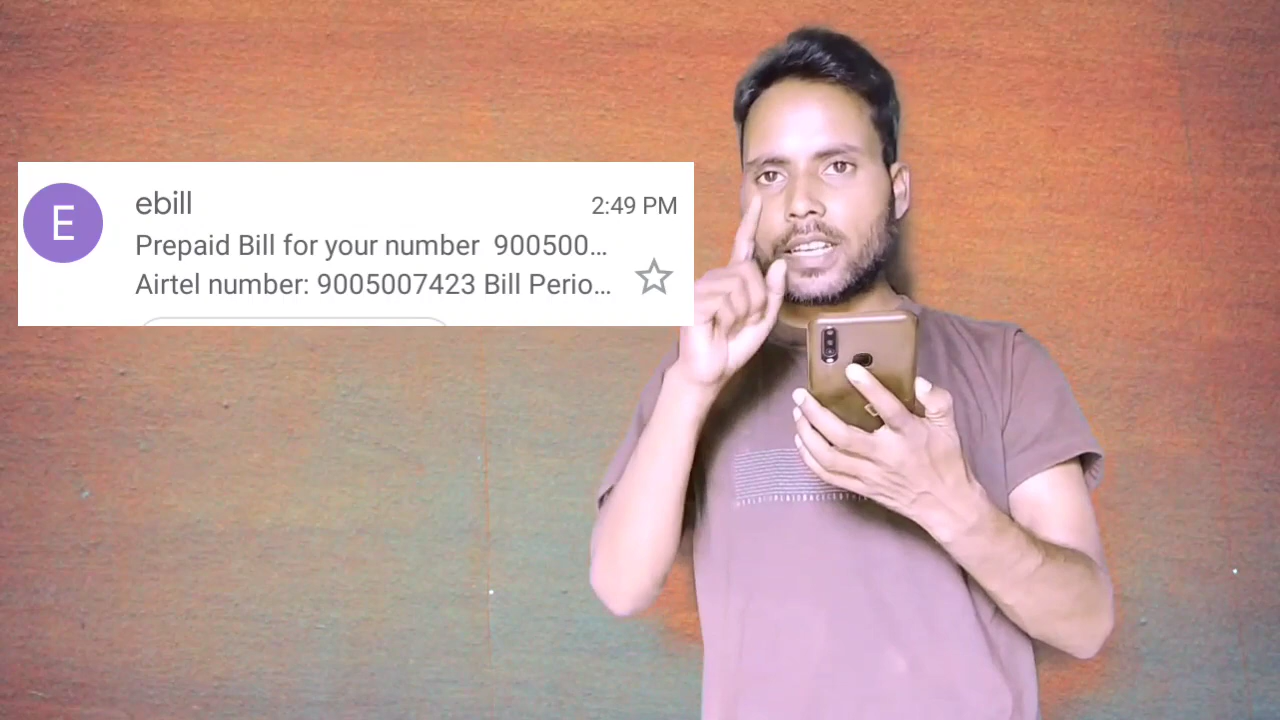 E
ebill
2:49 PM
Prepaid Bill for your number 900500...
Airtel number: 9005007423 Bill Perio...